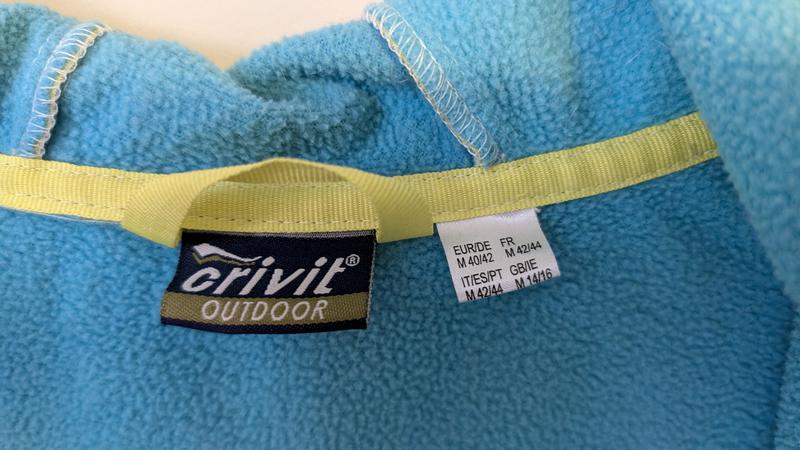 crivit®
OUTDOOR
EUR/DE FR
M 40/42 M 42/44
IT/ES/PT GB/IE
M 42/44 M 14/16